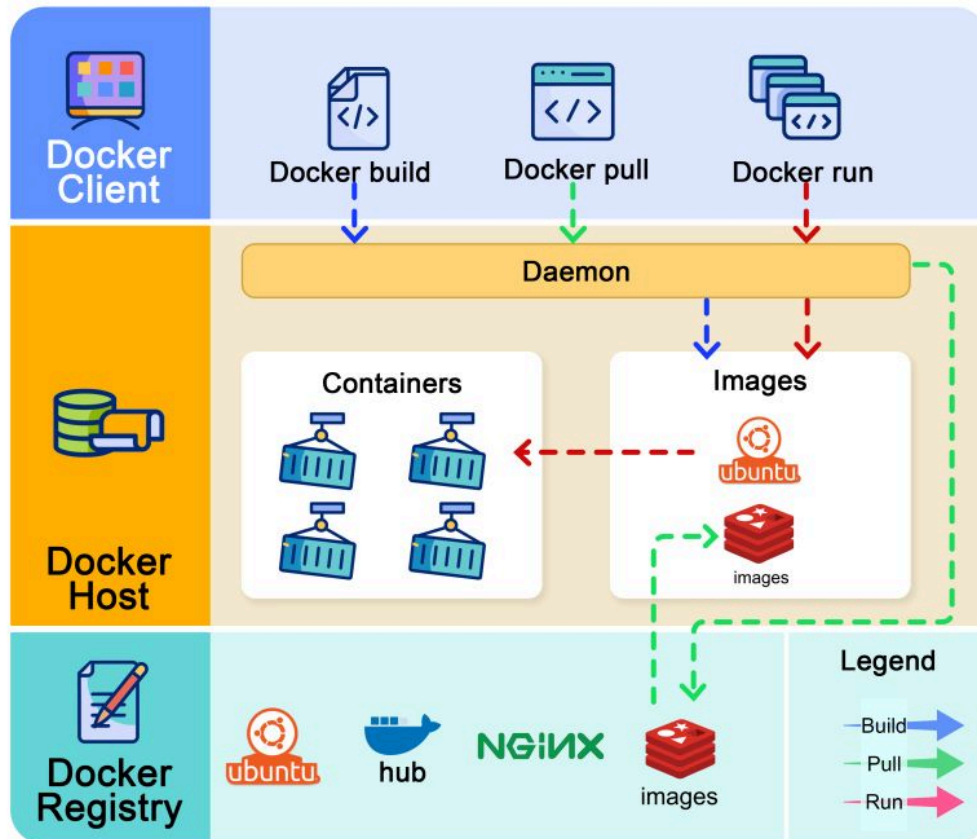 Docker
Client
Docker build
Docker pull
Docker run
Docker
Host
Daemon
Containers
Images
ubuntu
images
Docker
Registry
ubuntu
hub
NGiNX
images
Legend
Build
Pull
Run